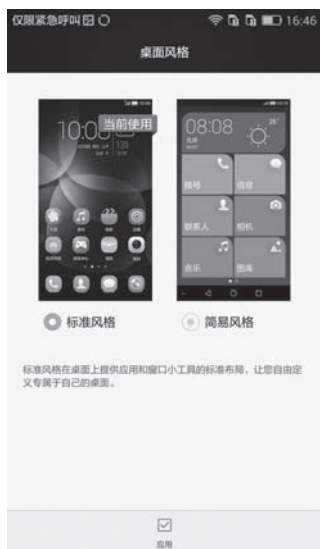 仅限紧急呼叫 16:46
桌面风格
10:08
当前使用
08:08
26°
拨号
信息
联系人
相机
音乐
图库
标准风格
简易风格
标准风格在桌面上提供应用和窗口小工具的标准布局，让您自由定
义专属于自己的桌面。
应用